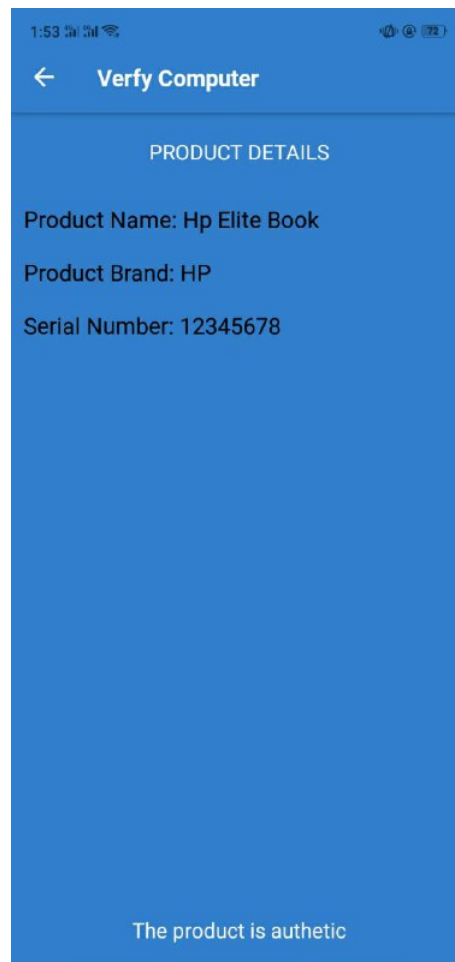 1:53
72
Verfy Computer
PRODUCT DETAILS
Product Name: Hp Elite Book
Product Brand: HP
Serial Number: 12345678
The product is authetic